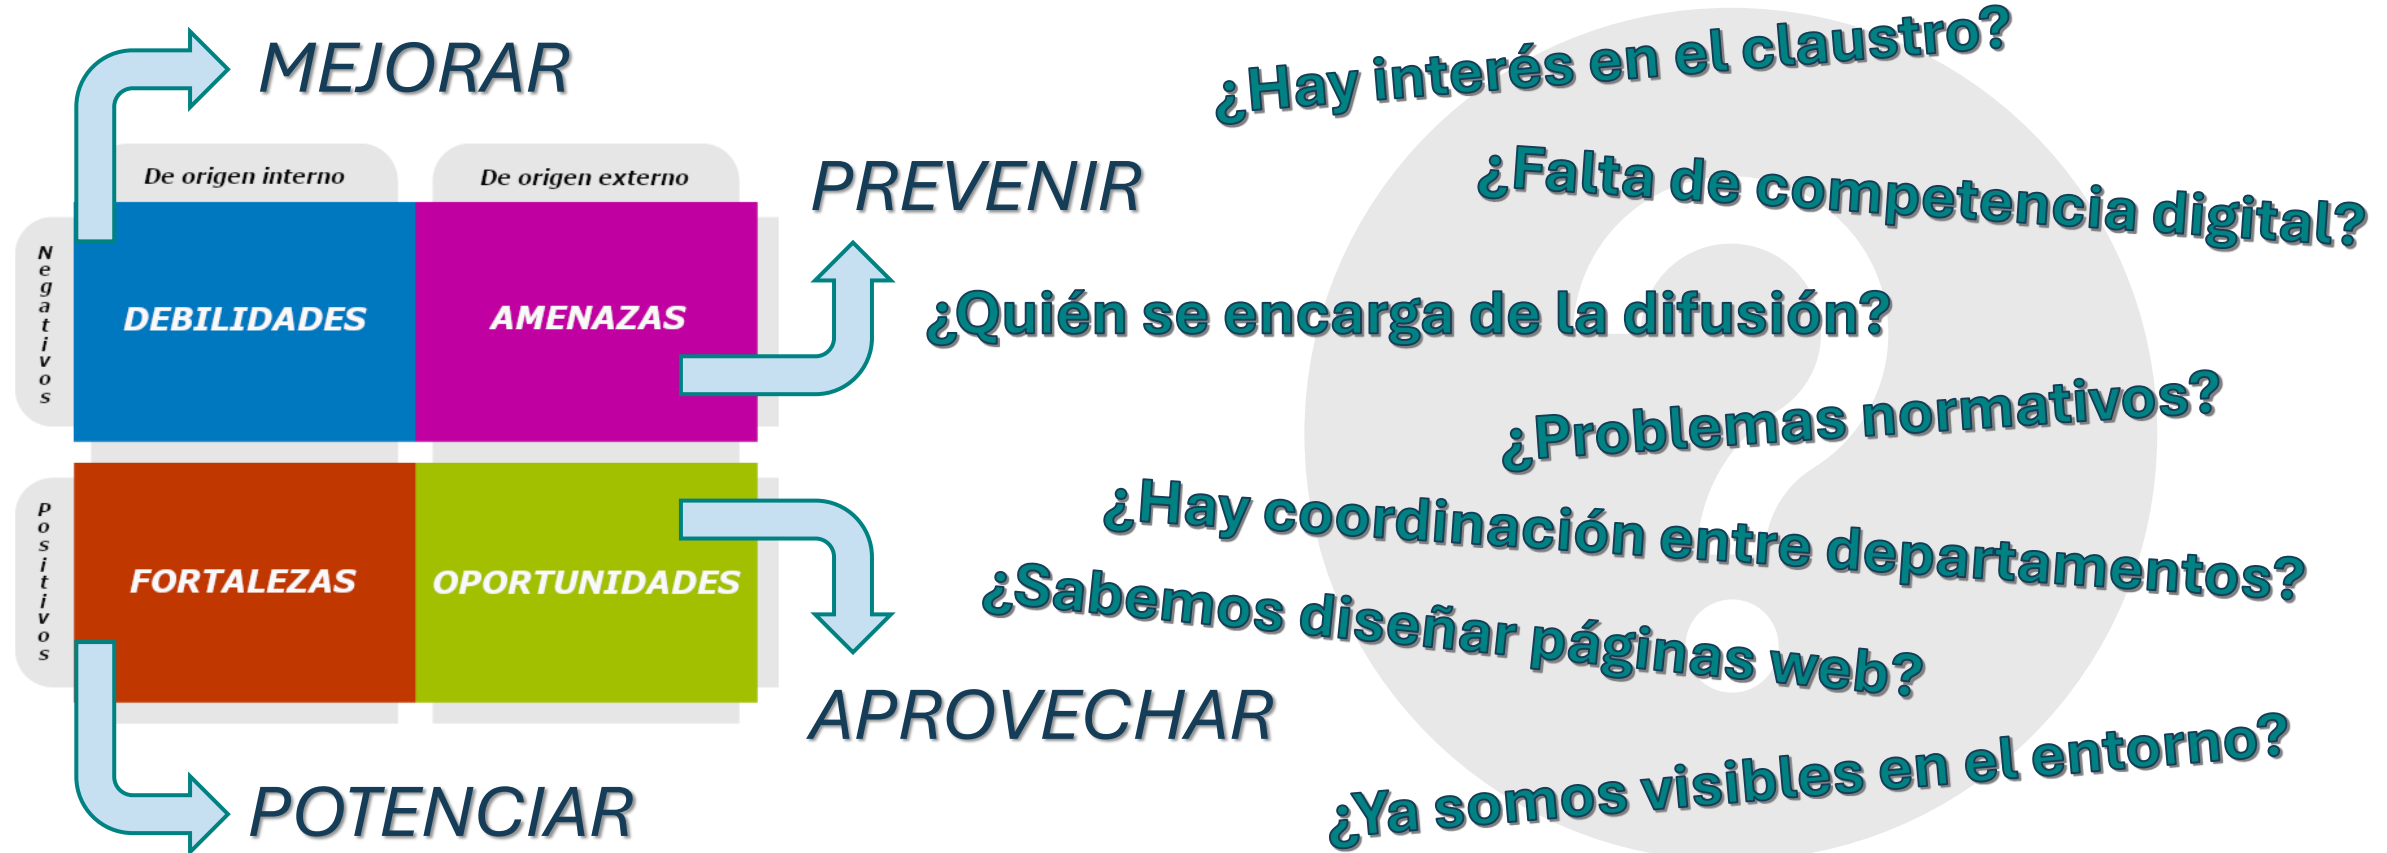 MEJORAR
De origen interno
De origen externo
Negativos
DEBILIDADES
AMENAZAS
PREVENIR
Positivos
FORTALEZAS
OPORTUNIDADES
APROVECHAR
POTENCIAR
¿Hay interés en el claustro?
¿Falta de competencia digital?
¿Quién se encarga de la difusión?
¿Problemas normativos?
¿Hay coordinación entre departamentos?
¿Sabemos diseñar páginas web?
¿Ya somos visibles en el entorno?